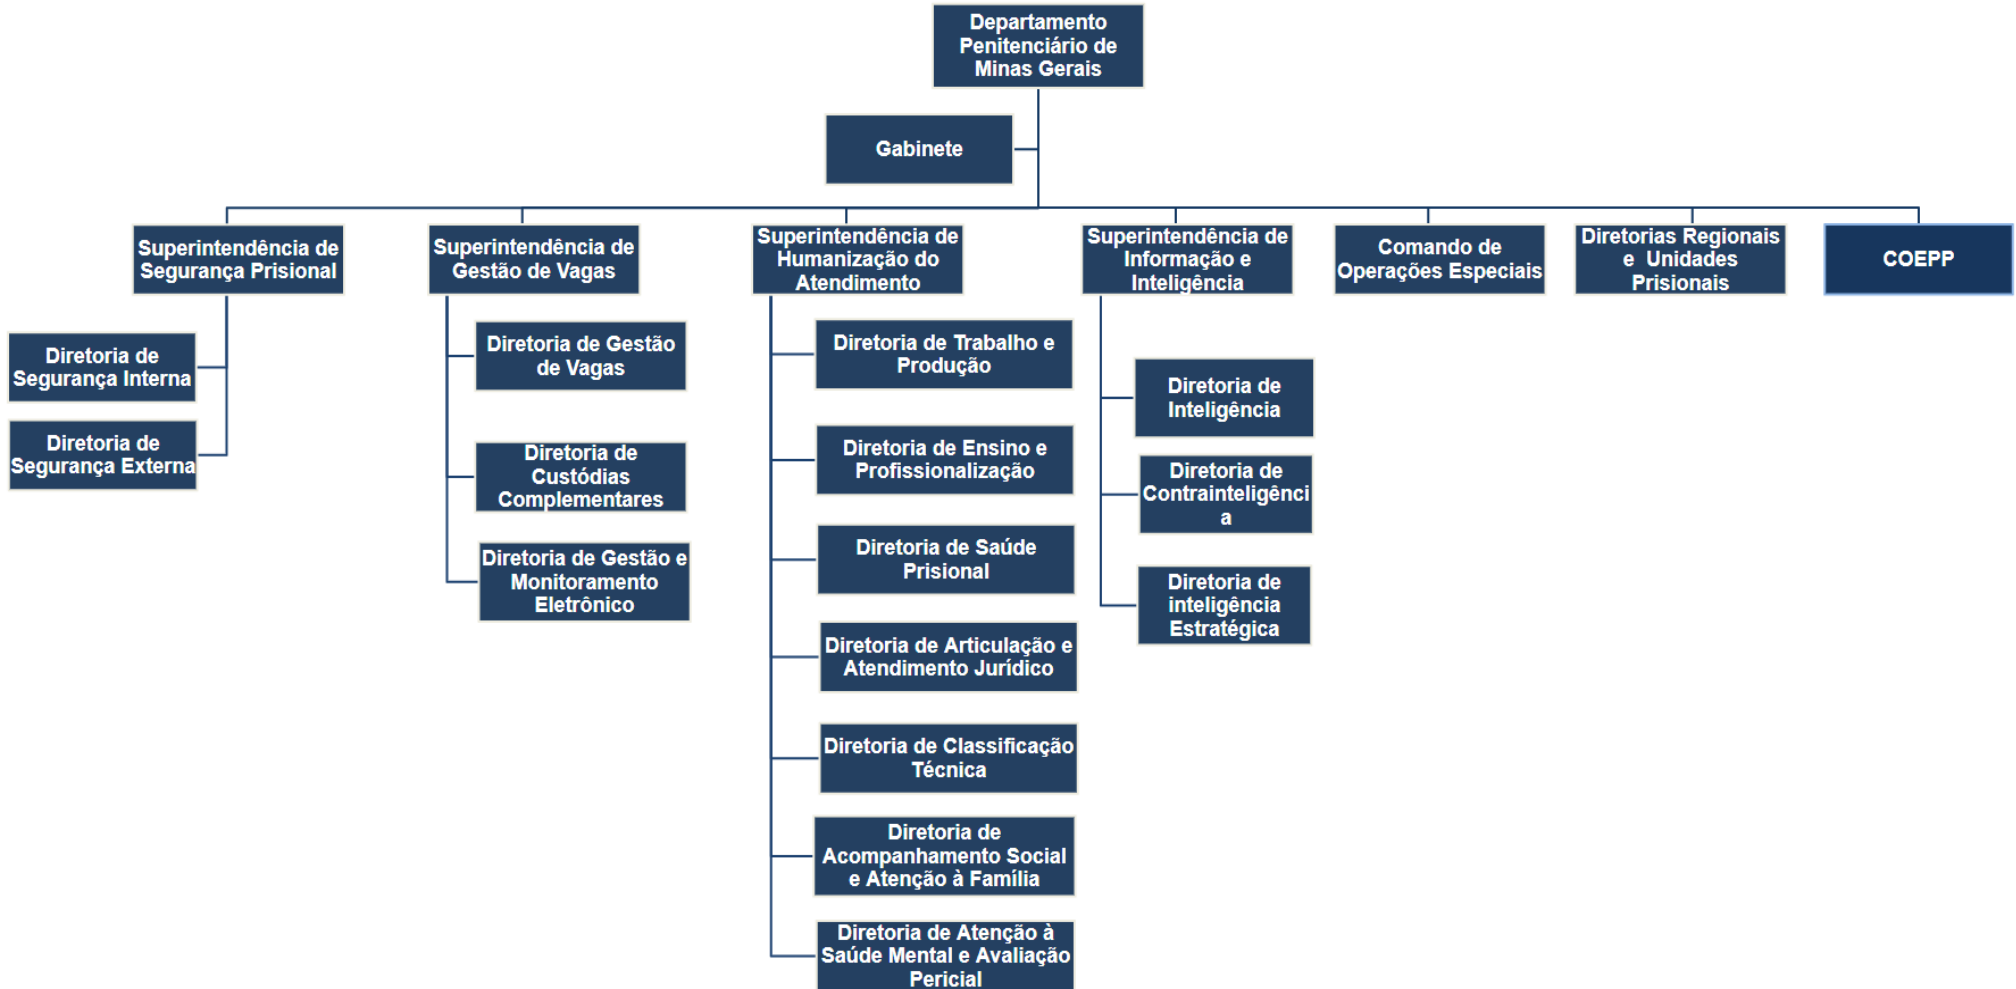 Departamento
Penitenciário de
Minas Gerais
Gabinete
Superintendência de
Segurança Prisional
Superintendência de
Gestão de Vagas
Superintendência de
Humanização do
Atendimento
Superintendência de
Informação e
Inteligência
Comando de
Operações Especiais
Diretorias Regionais
e Unidades
Prisionais
COEPP
Diretoria de
Segurança Interna
Diretoria de
Segurança Externa
Diretoria de Gestão
de Vagas
Diretoria de
Custódias
Complementares
Diretoria de Gestão e
Monitoramento
Eletrônico
Diretoria de Trabalho e
Produção
Diretoria de Ensino e
Profissionalização
Diretoria de Saúde
Prisional
Diretoria de Articulação e
Atendimento Jurídico
Diretoria de Classificação
Técnica
Diretoria de
Acompanhamento Social
e Atenção à Família
Diretoria de Atenção à
Saúde Mental e Avaliação
Pericial
Diretoria de
Inteligência
Diretoria de
Contrainteligênci
a
Diretoria de
inteligência
Estratégica